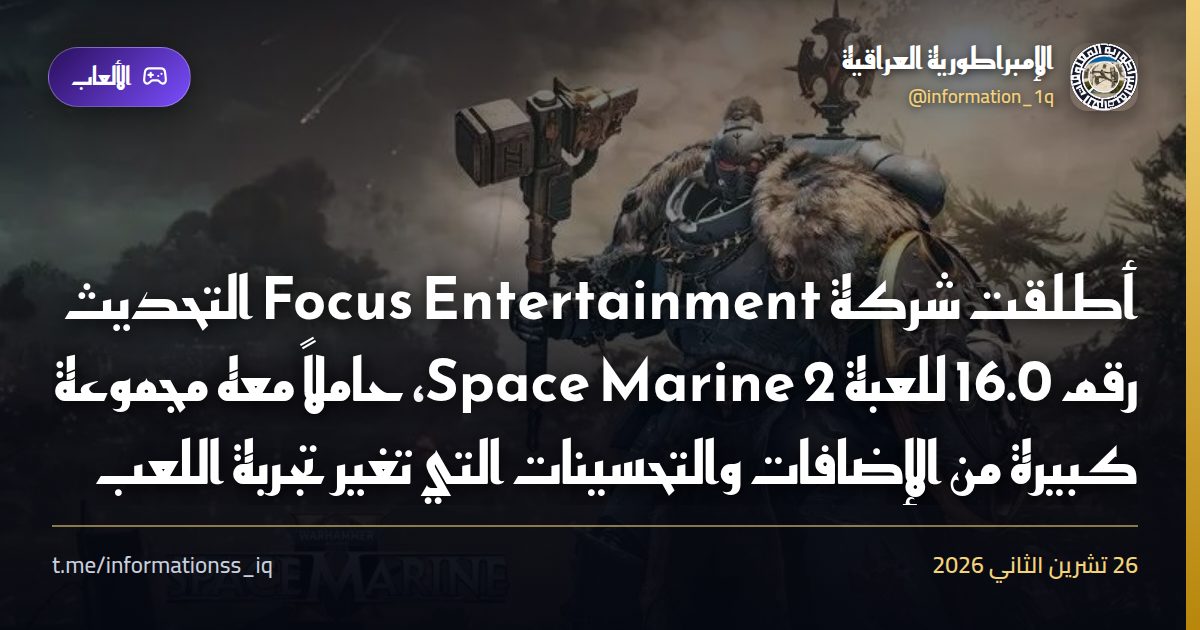 الإمبراطورية العراقية
@information_1q
الألعاب
أطلقت شركة Focus Entertainment التحديث
رقم 16.0 للعبة Space Marine 2، حاملاً معه مجموعة
كبيرة من الإضافات والتحسينات التي تغير تجربة اللعب
WARHAMMER
SPACE MARINE
26 تشرين الثاني 2026
t.me/informationss_iq